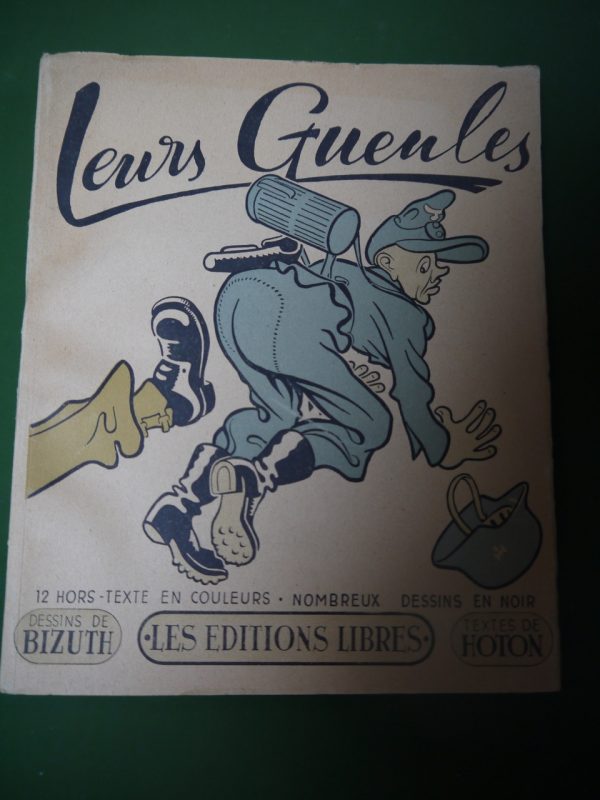 Leurs Gueules
12 HORS-TEXTE EN COULEURS · NOMBREUX DESSINS EN NOIR
DESSINS DE
BIZUTH
·LES EDITIONS LIBRES·
TEXTES DE
HOTON